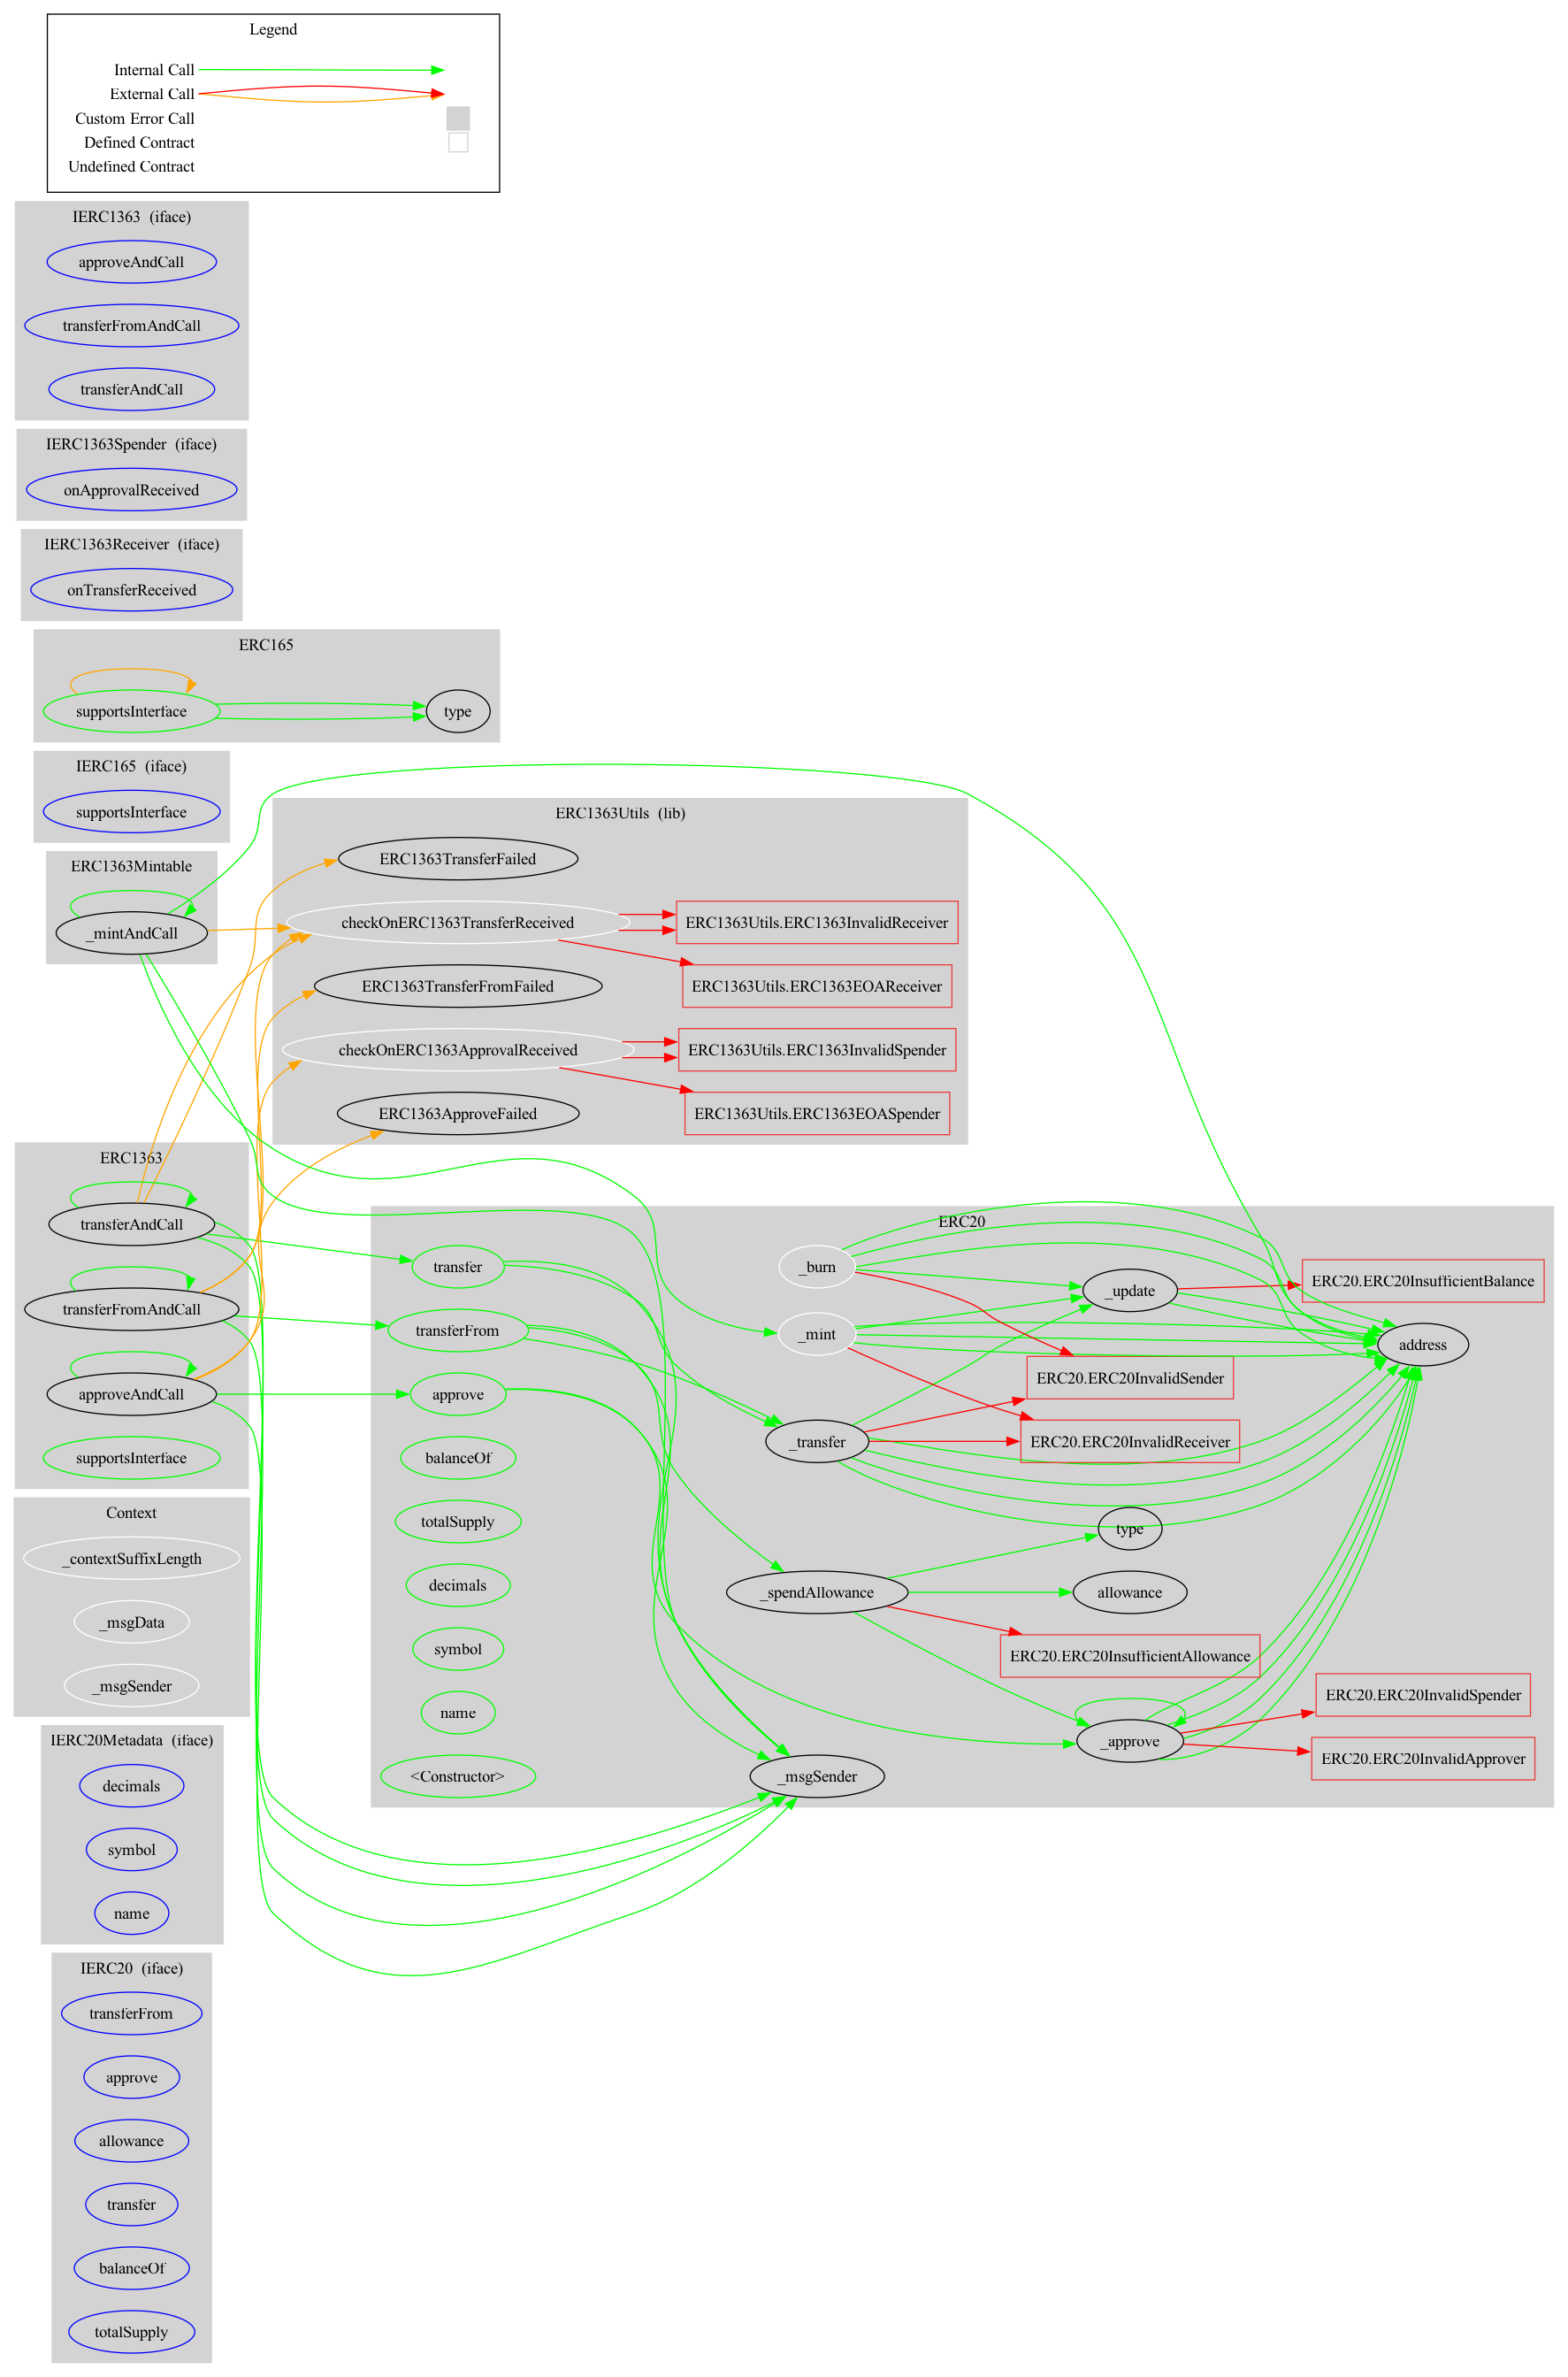 Legend
Internal Call
External Call
Custom Error Call
Defined Contract
Undefined Contract
IERC1363  (iface)
approveAndCall
transferFromAndCall
transferAndCall
IERC1363Spender  (iface)
onApprovalReceived
IERC1363Receiver  (iface)
onTransferReceived
ERC165
supportsInterface
type
IERC165  (iface)
supportsInterface
ERC1363Mintable
_mintAndCall
ERC1363Utils  (lib)
ERC1363TransferFailed
checkOnERC1363TransferReceived
ERC1363Utils.ERC1363InvalidReceiver
ERC1363Utils.ERC1363EOAReceiver
ERC1363TransferFromFailed
checkOnERC1363ApprovalReceived
ERC1363Utils.ERC1363InvalidSpender
ERC1363Utils.ERC1363EOASpender
ERC1363ApproveFailed
ERC1363
transferAndCall
transferFromAndCall
approveAndCall
supportsInterface
ERC20
transfer
transferFrom
approve
balanceOf
totalSupply
decimals
symbol
name
<Constructor>
_burn
_mint
_transfer
_spendAllowance
_msgSender
_update
ERC20.ERC20InvalidSender
ERC20.ERC20InvalidReceiver
type
allowance
ERC20.ERC20InsufficientAllowance
_approve
ERC20.ERC20InsufficientBalance
address
ERC20.ERC20InvalidSpender
ERC20.ERC20InvalidApprover
Context
_contextSuffixLength
_msgData
_msgSender
IERC20Metadata  (iface)
decimals
symbol
name
IERC20  (iface)
transferFrom
approve
allowance
transfer
balanceOf
totalSupply